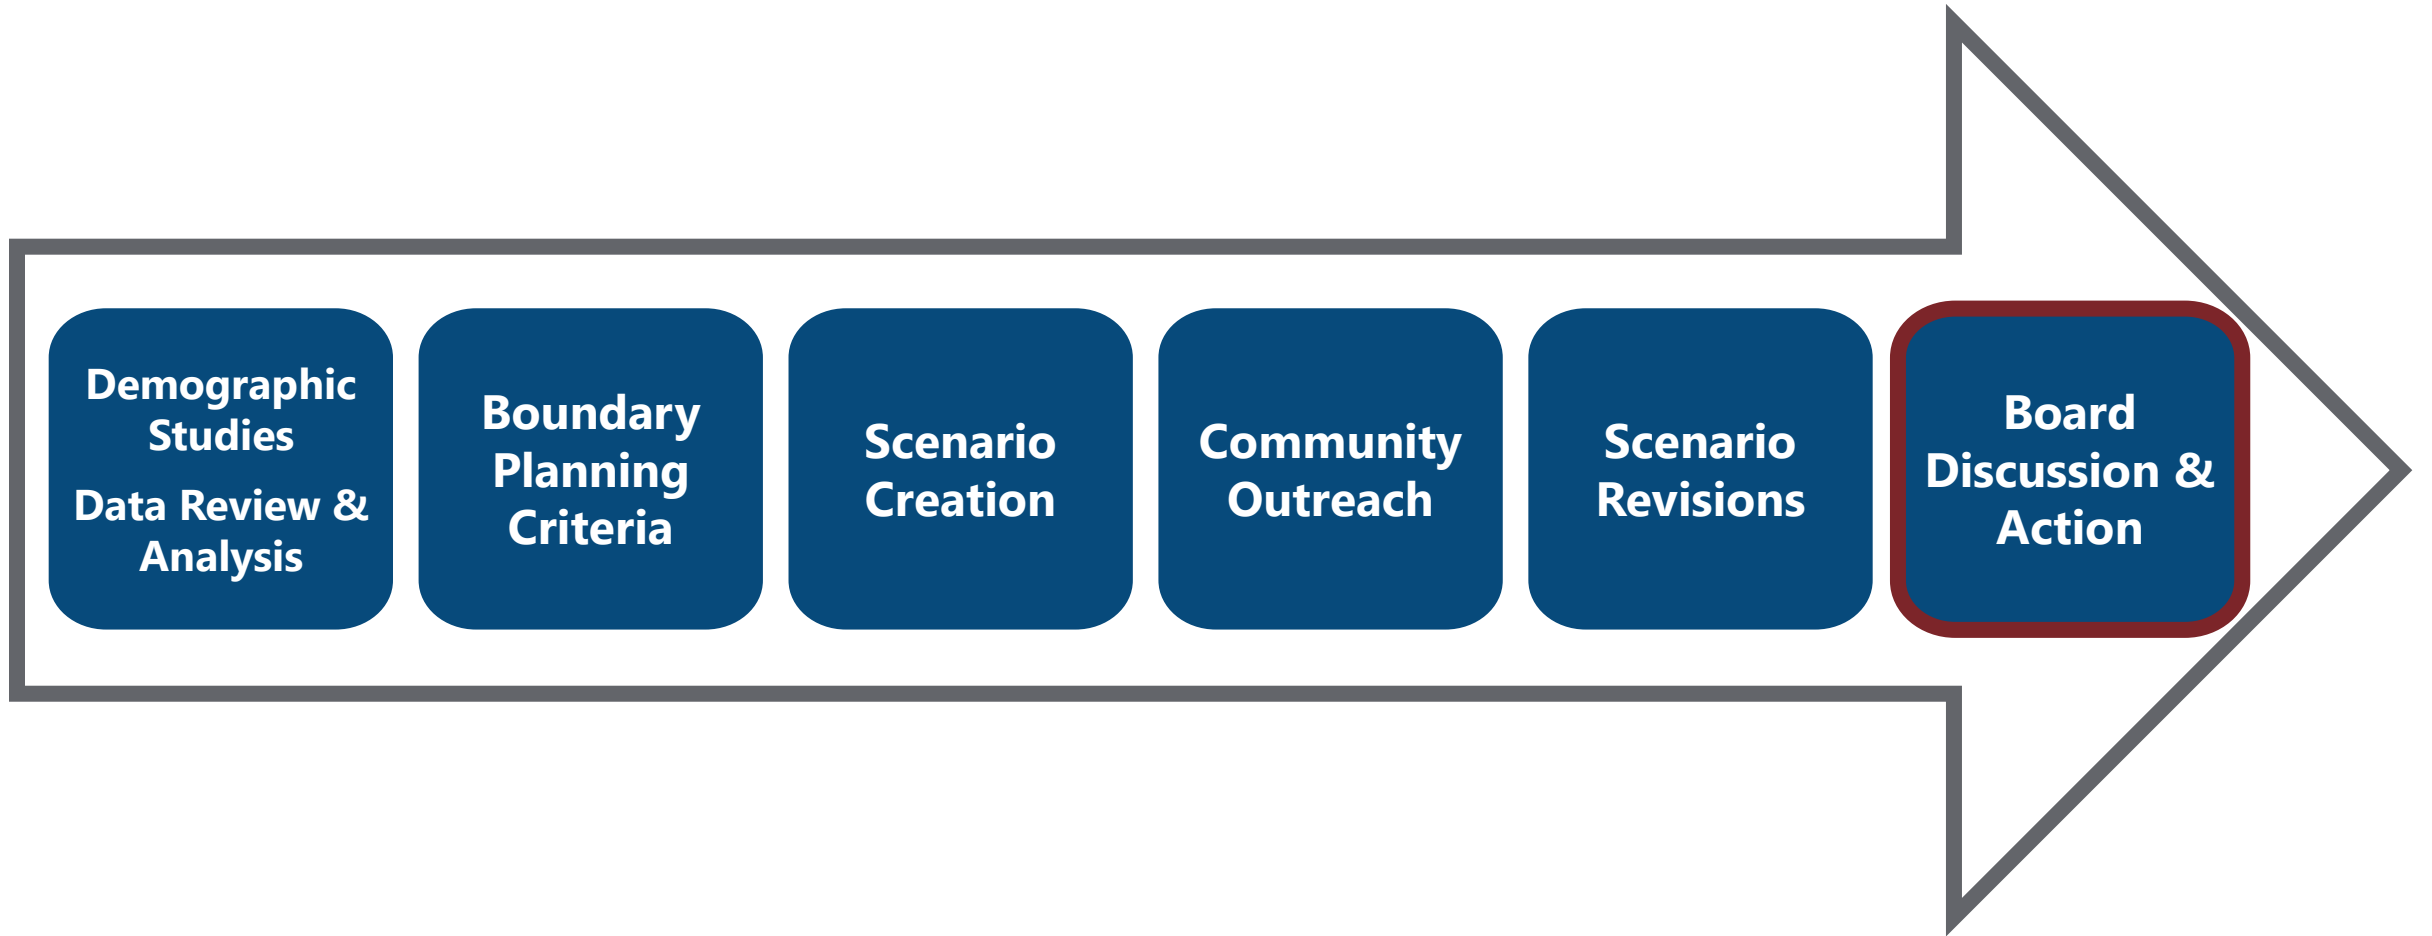 Demographic
Studies
Data Review &
Analysis
Boundary
Planning
Criteria
Scenario
Creation
Community
Outreach
Scenario
Revisions
Board
Discussion &
Action